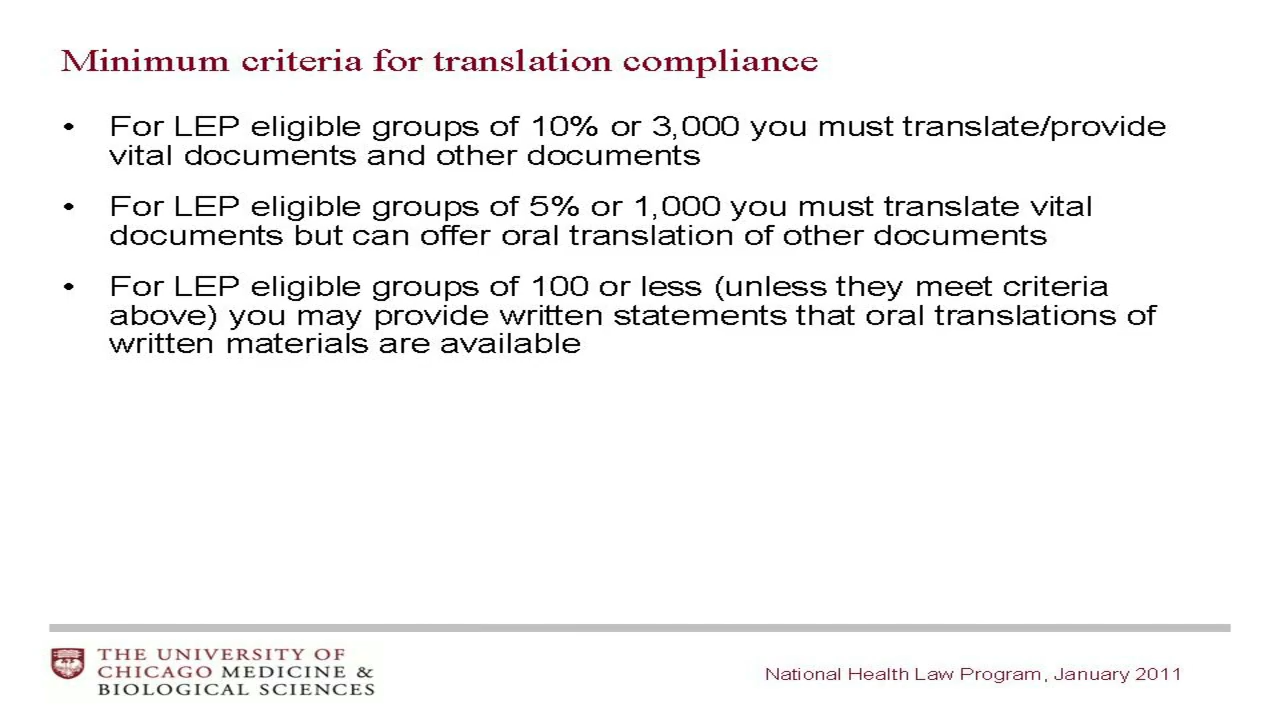 Minimum criteria for translation compliance
• For LEP eligible groups of 10% or 3,000 you must translate/provide
vital documents and other documents
• For LEP eligible groups of 5% or 1,000 you must translate vital
documents but can offer oral translation of other documents
• For LEP eligible groups of 100 or less (unless they meet criteria
above) you may provide written statements that oral translations of
written materials are available
THE UNIVERSITY OF
CHICAGO MEDICINE &
BIOLOGICAL SCIENCES
National Health Law Program, January 2011